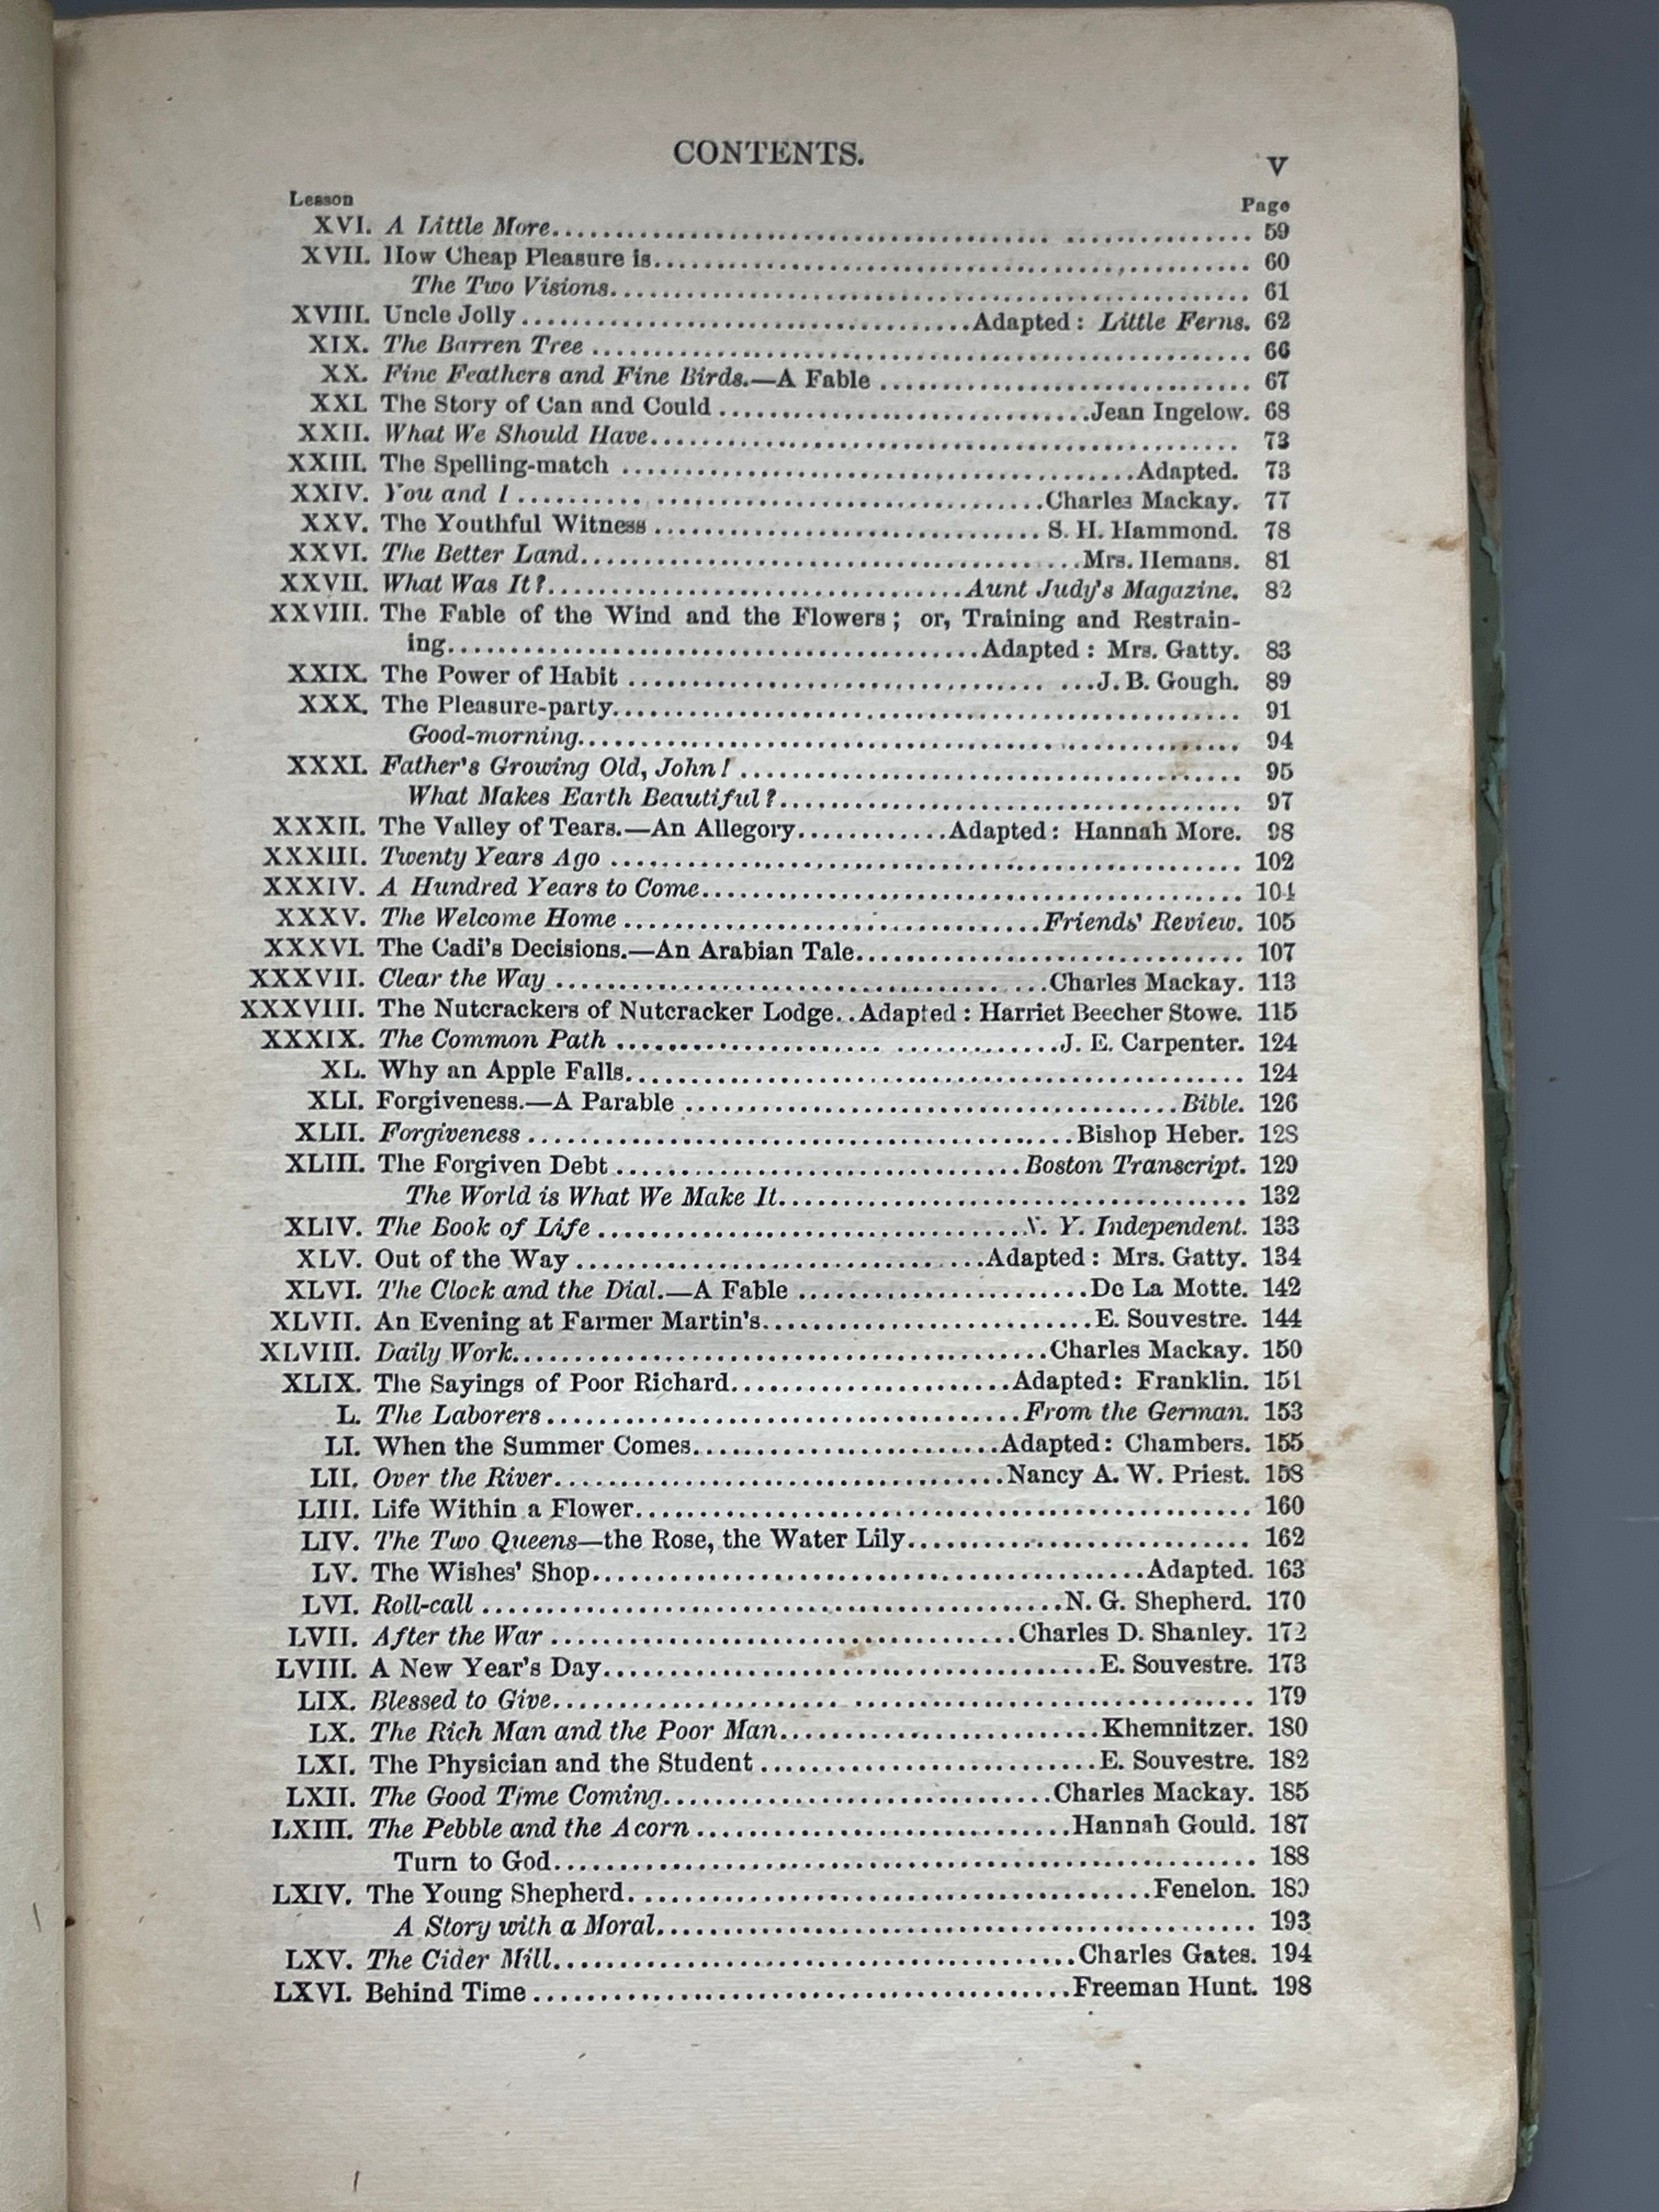 CONTENTS. V
Lesson Page
XVI. A Little More.......... 59
XVII. How Cheap Pleasure is.......... 60
The Two Visions.......... 61
XVIII. Uncle Jolly.......... Adapted: Little Ferns. 62
XIX. The Barren Tree.......... 66
XX. Fine Feathers and Fine Birds.—A Fable.......... 67
XXI. The Story of Can and Could.......... Jean Ingelow. 68
XXII. What We Should Have.......... 73
XXIII. The Spelling-match.......... Adapted. 73
XXIV. You and I.......... Charles Mackay. 77
XXV. The Youthful Witness.......... S. H. Hammond. 78
XXVI. The Better Land.......... Mrs. Hemans. 81
XXVII. What Was It?.......... Aunt Judy's Magazine. 82
XXVIII. The Fable of the Wind and the Flowers; or, Training and Restrain-
ing.......... Adapted: Mrs. Gatty. 83
XXIX. The Power of Habit.......... J. B. Gough. 89
XXX. The Pleasure-party.......... 91
Good-morning.......... 94
XXXI. Father's Growing Old, John!.......... 95
What Makes Earth Beautiful?.......... 97
XXXII. The Valley of Tears.—An Allegory.......... Adapted: Hannah More. 98
XXXIII. Twenty Years Ago.......... 102
XXXIV. A Hundred Years to Come.......... 104
XXXV. The Welcome Home.......... Friends' Review. 105
XXXVI. The Cadi's Decisions.—An Arabian Tale.......... 107
XXXVII. Clear the Way.......... Charles Mackay. 113
XXXVIII. The Nutcrackers of Nutcracker Lodge..Adapted: Harriet Beecher Stowe. 115
XXXIX. The Common Path.......... J. E. Carpenter. 124
XL. Why an Apple Falls.......... 124
XLI. Forgiveness.—A Parable.......... Bible. 126
XLII. Forgiveness.......... Bishop Heber. 128
XLIII. The Forgiven Debt.......... Boston Transcript. 129
The World is What We Make It.......... 132
XLIV. The Book of Life.......... N. Y. Independent. 133
XLV. Out of the Way.......... Adapted: Mrs. Gatty. 134
XLVI. The Clock and the Dial.—A Fable.......... De La Motte. 142
XLVII. An Evening at Farmer Martin's.......... E. Souvestre. 144
XLVIII. Daily Work.......... Charles Mackay. 150
XLIX. The Sayings of Poor Richard.......... Adapted: Franklin. 151
L. The Laborers.......... From the German. 153
LI. When the Summer Comes.......... Adapted: Chambers. 155
LII. Over the River.......... Nancy A. W. Priest. 158
LIII. Life Within a Flower.......... 160
LIV. The Two Queens—the Rose, the Water Lily.......... 162
LV. The Wishes' Shop.......... Adapted. 163
LVI. Roll-call.......... N. G. Shepherd. 170
LVII. After the War.......... Charles D. Shanley. 172
LVIII. A New Year's Day.......... E. Souvestre. 173
LIX. Blessed to Give.......... 179
LX. The Rich Man and the Poor Man.......... Khemnitzer. 180
LXI. The Physician and the Student.......... E. Souvestre. 182
LXII. The Good Time Coming.......... Charles Mackay. 185
LXIII. The Pebble and the Acorn.......... Hannah Gould. 187
Turn to God.......... 188
LXIV. The Young Shepherd.......... Fenelon. 189
A Story with a Moral.......... 193
LXV. The Cider Mill.......... Charles Gates. 194
LXVI. Behind Time.......... Freeman Hunt. 198